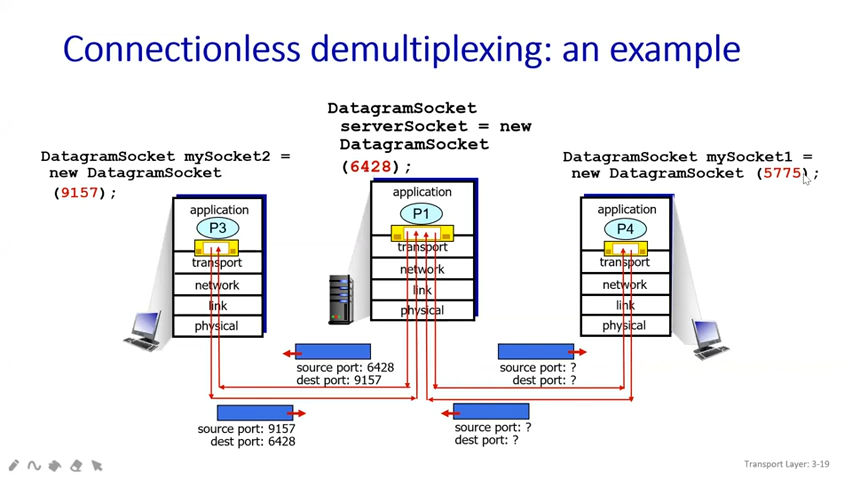 Connectionless demultiplexing: an example
DatagramSocket
serverSocket = new
DatagramSocket
(6428);
DatagramSocket mySocket2 =
new DatagramSocket
(9157);
DatagramSocket mySocket1 =
new DatagramSocket (5775);
application
P3
transport
network
link
physical
application
P1
transport
network
link
physical
application
P4
transport
network
link
physical
source port: 6428
dest port: 9157
source port: ?
dest port: ?
source port: 9157
dest port: 6428
source port: ?
dest port: ?
Transport Layer: 3-19